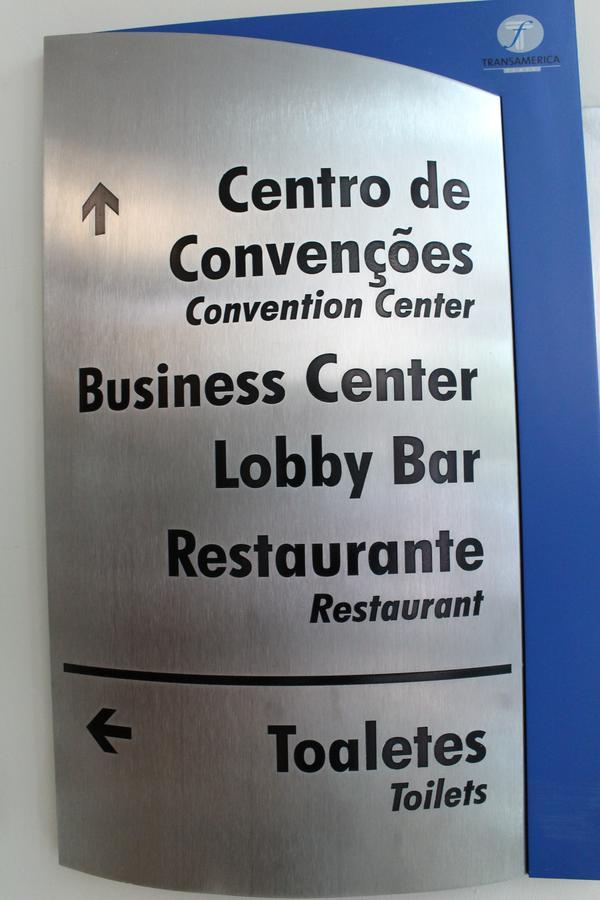 TRANSAMERICA
Centro de
Convenções
Convention Center
Business Center
Lobby Bar
Restaurante
Restaurant
Toaletes
Toilets